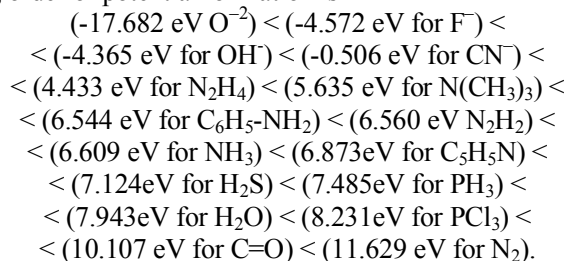 (-17.682 eV O⁻²) < (-4.572 eV for F⁻) <
< (-4.365 eV for OH⁻) < (-0.506 eV for CN⁻) <
< (4.433 eV for N₂H₄) < (5.635 eV for N(CH₃)₃) <
< (6.544 eV for C₆H₅-NH₂) < (6.560 eV N₂H₂) <
< (6.609 eV for NH₃) < (6.873eV for C₅H₅N) <
< (7.124eV for H₂S) < (7.485eV for PH₃) <
< (7.943eV for H₂O) < (8.231eV for PCl₃) <
< (10.107 eV for C=O) < (11.629 eV for N₂).